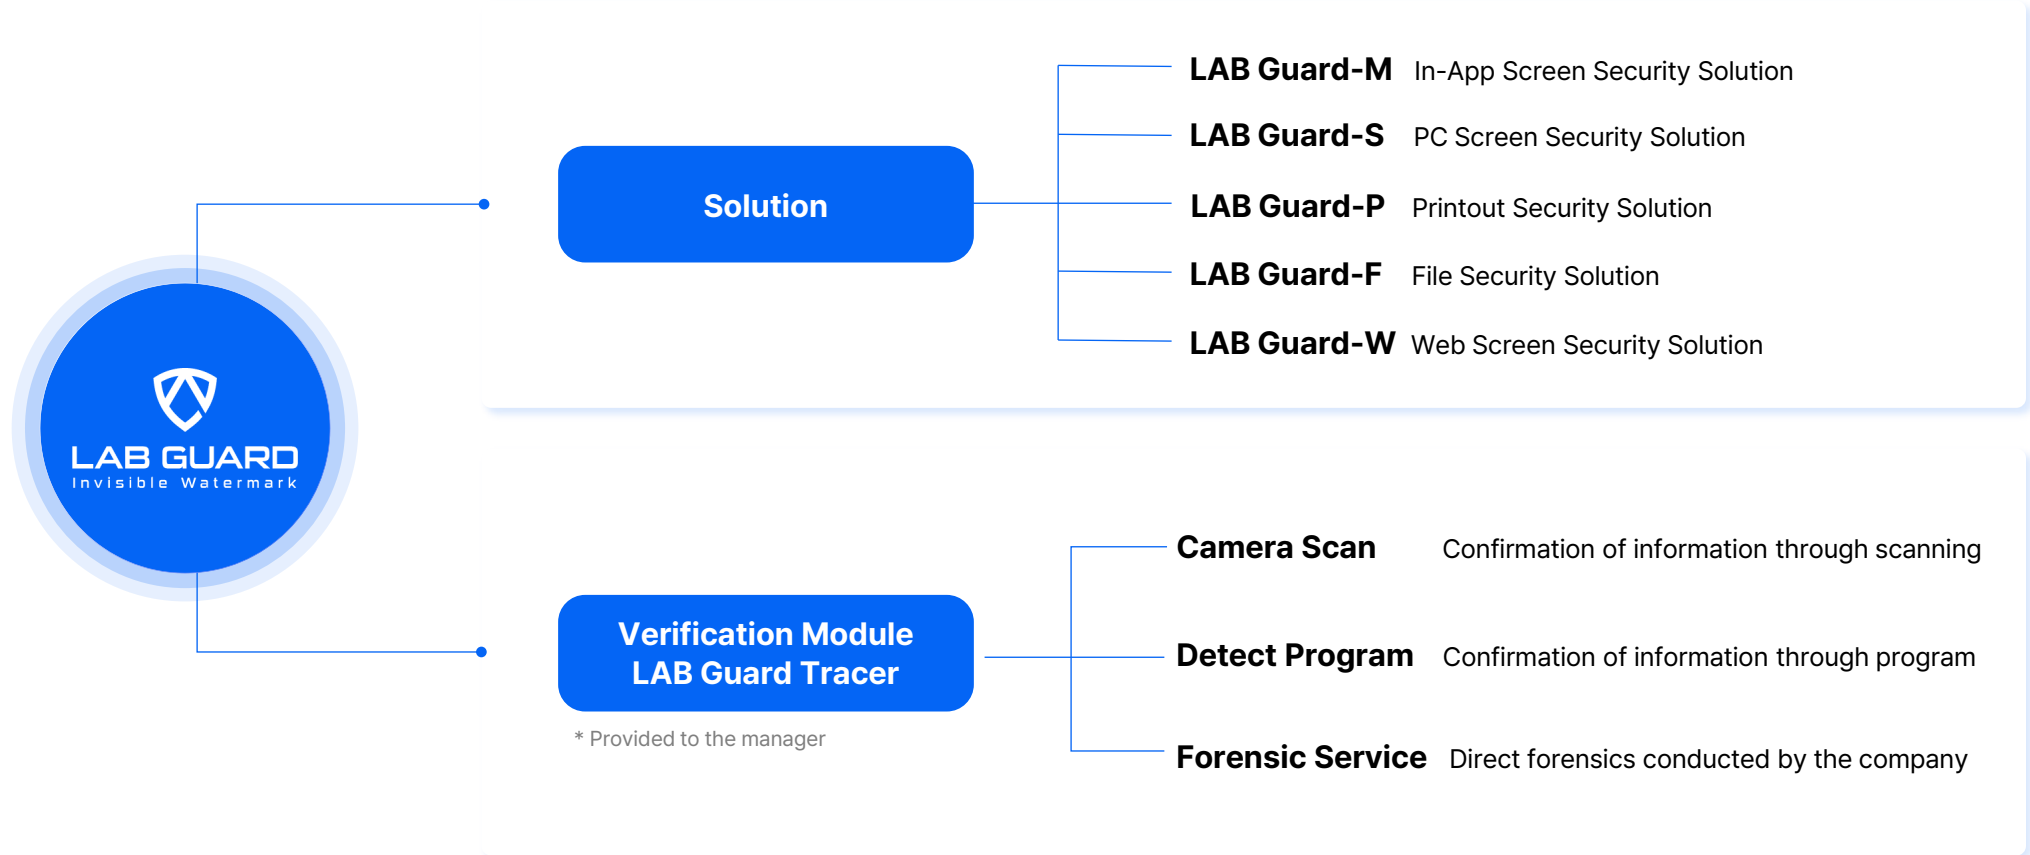 LAB GUARD
Invisible Watermark
Solution
LAB Guard-M In-App Screen Security Solution
LAB Guard-S PC Screen Security Solution
LAB Guard-P Printout Security Solution
LAB Guard-F File Security Solution
LAB Guard-W Web Screen Security Solution
Verification Module
LAB Guard Tracer
* Provided to the manager
Camera Scan Confirmation of information through scanning
Detect Program Confirmation of information through program
Forensic Service Direct forensics conducted by the company